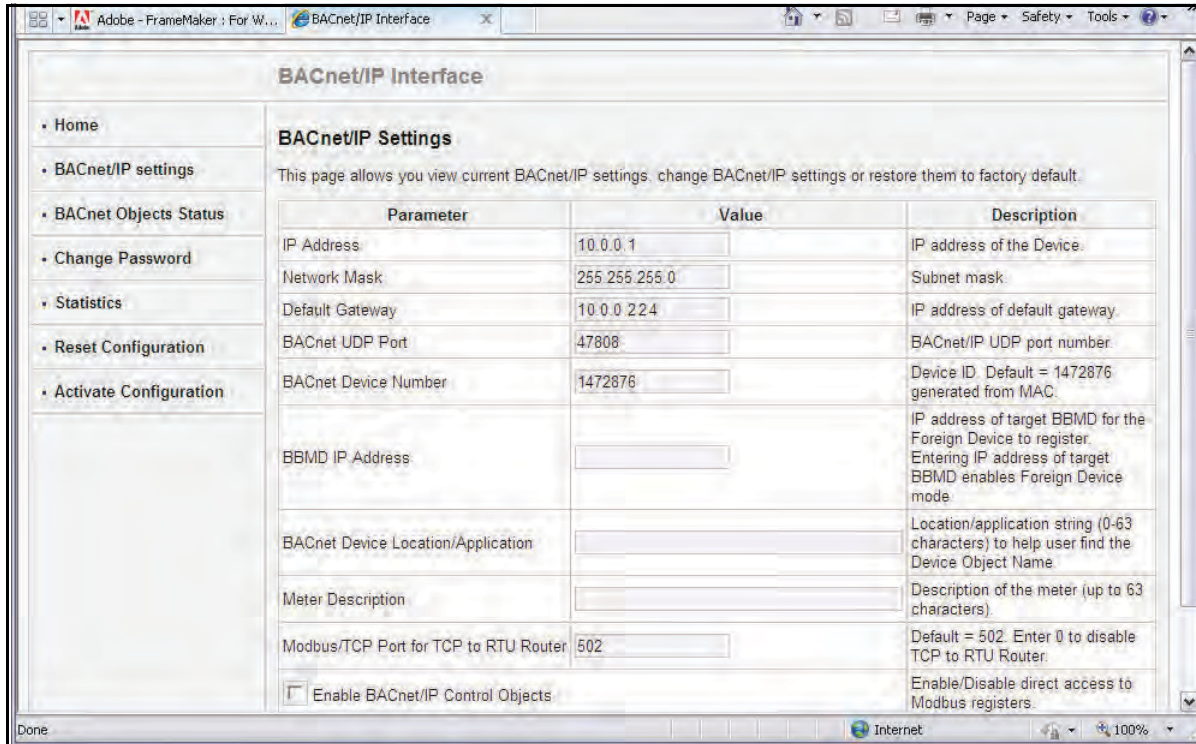 Adobe - FrameMaker : For W... BACnet/IP Interface X Page Safety Tools
BACnet/IP Interface
• Home
• BACnet/IP settings
• BACnet Objects Status
• Change Password
• Statistics
• Reset Configuration
• Activate Configuration
BACnet/IP Settings
This page allows you view current BACnet/IP settings, change BACnet/IP settings or restore them to factory default.
Parameter Value Description
IP Address 10.0.0.1 IP address of the Device.
Network Mask 255.255.255.0 Subnet mask.
Default Gateway 10.0.0.224 IP address of default gateway.
BACnet UDP Port 47808 BACnet/IP UDP port number.
BACnet Device Number 1472876 Device ID. Default = 1472876
generated from MAC.
BBMD IP Address
IP address of target BBMD for the
Foreign Device to register.
Entering IP address of target
BBMD enables Foreign Device
mode
BACnet Device Location/Application
Location/application string (0-63
characters) to help user find the
Device Object Name
Meter Description
Description of the meter (up to 63
characters).
Modbus/TCP Port for TCP to RTU Router 502 Default = 502. Enter 0 to disable
TCP to RTU Router.
Enable BACnet/IP Control Objects
Enable/Disable direct access to
Modbus registers.
Done Internet 100%